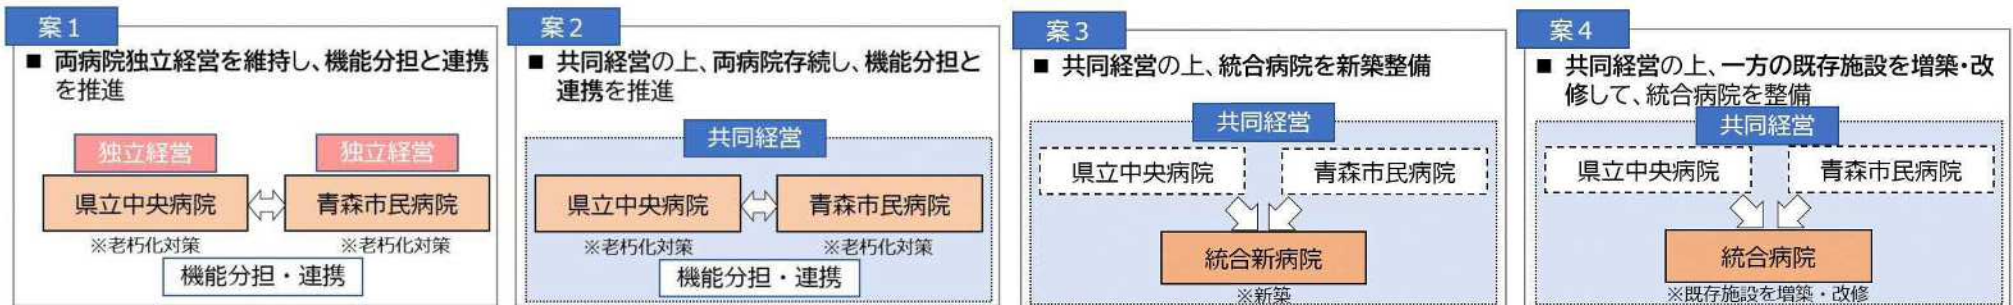 案1
■ 両病院独立経営を維持し、機能分担と連携
を推進
独立経営
独立経営
県立中央病院
青森市民病院
※老朽化対策
※老朽化対策
機能分担・連携
案2
■ 共同経営の上、両病院存続し、機能分担と
連携を推進
共同経営
県立中央病院
青森市民病院
※老朽化対策
※老朽化対策
機能分担・連携
案3
■ 共同経営の上、統合病院を新築整備
共同経営
県立中央病院
青森市民病院
統合新病院
※新築
案4
■ 共同経営の上、一方の既存施設を増築・改
修して、統合病院を整備
共同経営
県立中央病院
青森市民病院
統合病院
※既存施設を増築・改修